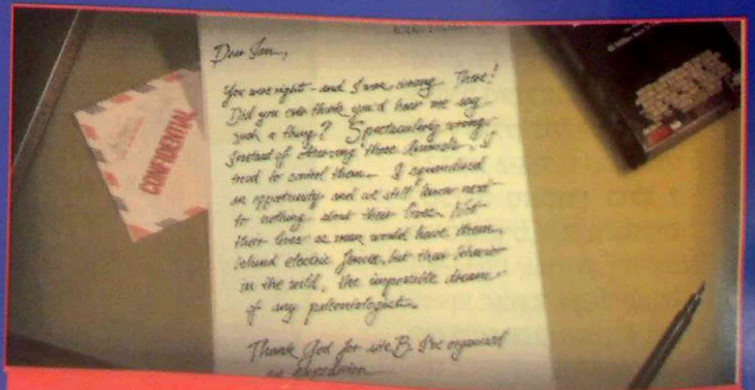 Dear Ian,
You were right - and I was wrong. There!
Did you ever think you'd hear me say
such a thing? Spectacularly wrong.
Instead of observing those animals, I
tried to control them. I squandered
an opportunity and we still know next
to nothing about their lives. Not
their lives as man would have them,
behind electric fences, but their behavior
in the wild, the impossible dream
of any paleontologist.
Thank God for site B. I've organized
an expedition
CONFIDENTIAL